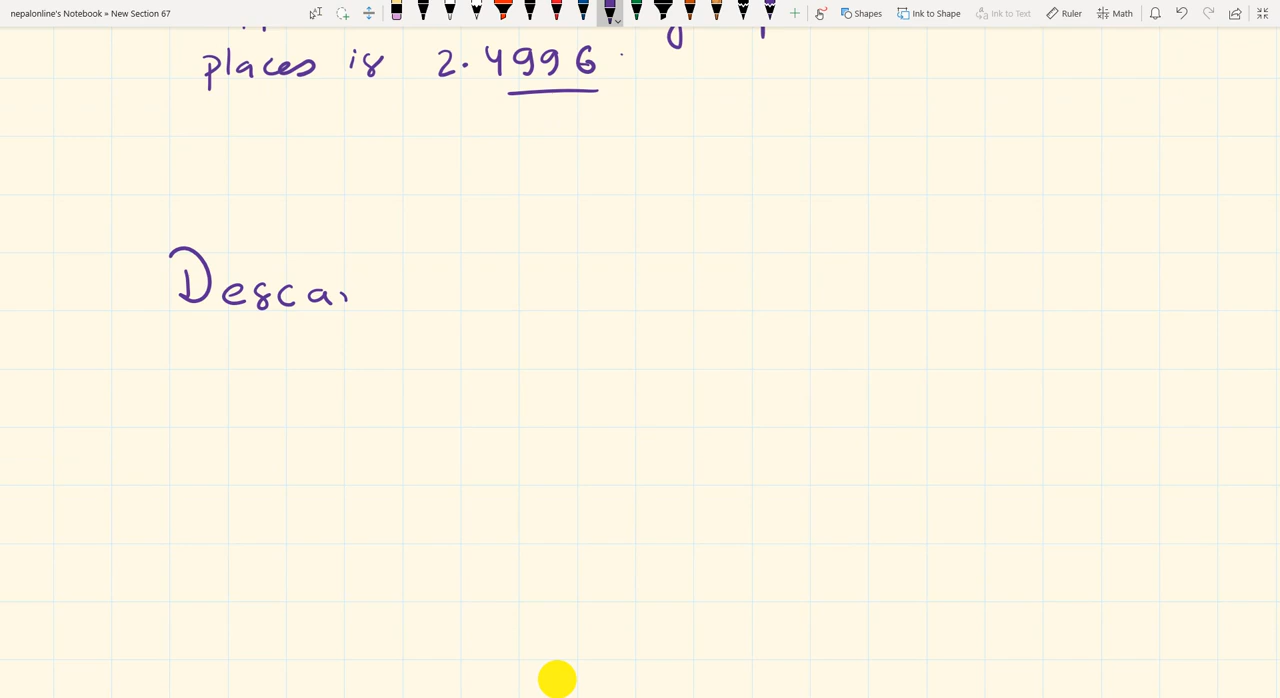 nepalonline's Notebook » New Section 67
Shapes
Ink to Shape
Ink to Text
Ruler
Math
places is 2.4996.
Desca